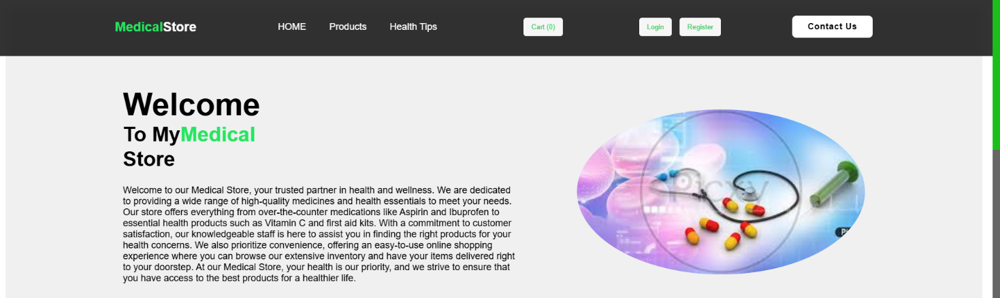 MedicalStore HOME Products Health Tips Cart (0) Login Register Contact Us
Welcome
To MyMedical
Store
Welcome to our Medical Store, your trusted partner in health and wellness. We are dedicated
to providing a wide range of high-quality medicines and health essentials to meet your needs.
Our store offers everything from over-the-counter medications like Aspirin and Ibuprofen to
essential health products such as Vitamin C and first aid kits. With a commitment to customer
satisfaction, our knowledgeable staff is here to assist you in finding the right products for your
health concerns. We also prioritize convenience, offering an easy-to-use online shopping
experience where you can browse our extensive inventory and have your items delivered right
to your doorstep. At our Medical Store, your health is our priority, and we strive to ensure that
you have access to the best products for a healthier life.
Picxy